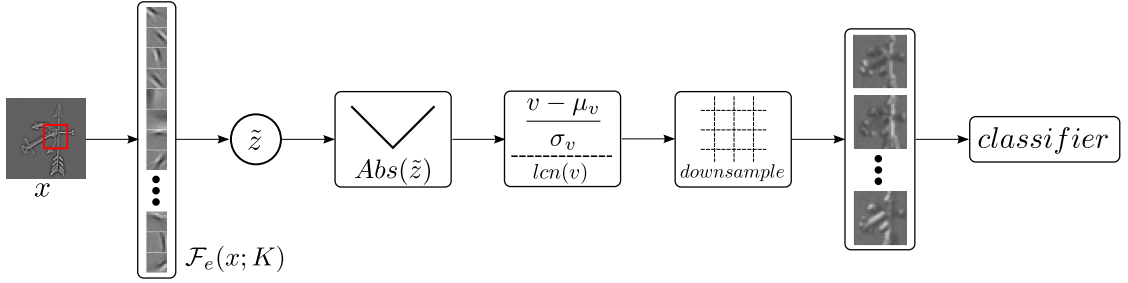 x
𝓕ₑ(x; K)
z̃
Abs(z̃)
v − μᵥ
σᵥ
lcn(v)
downsample
classifier